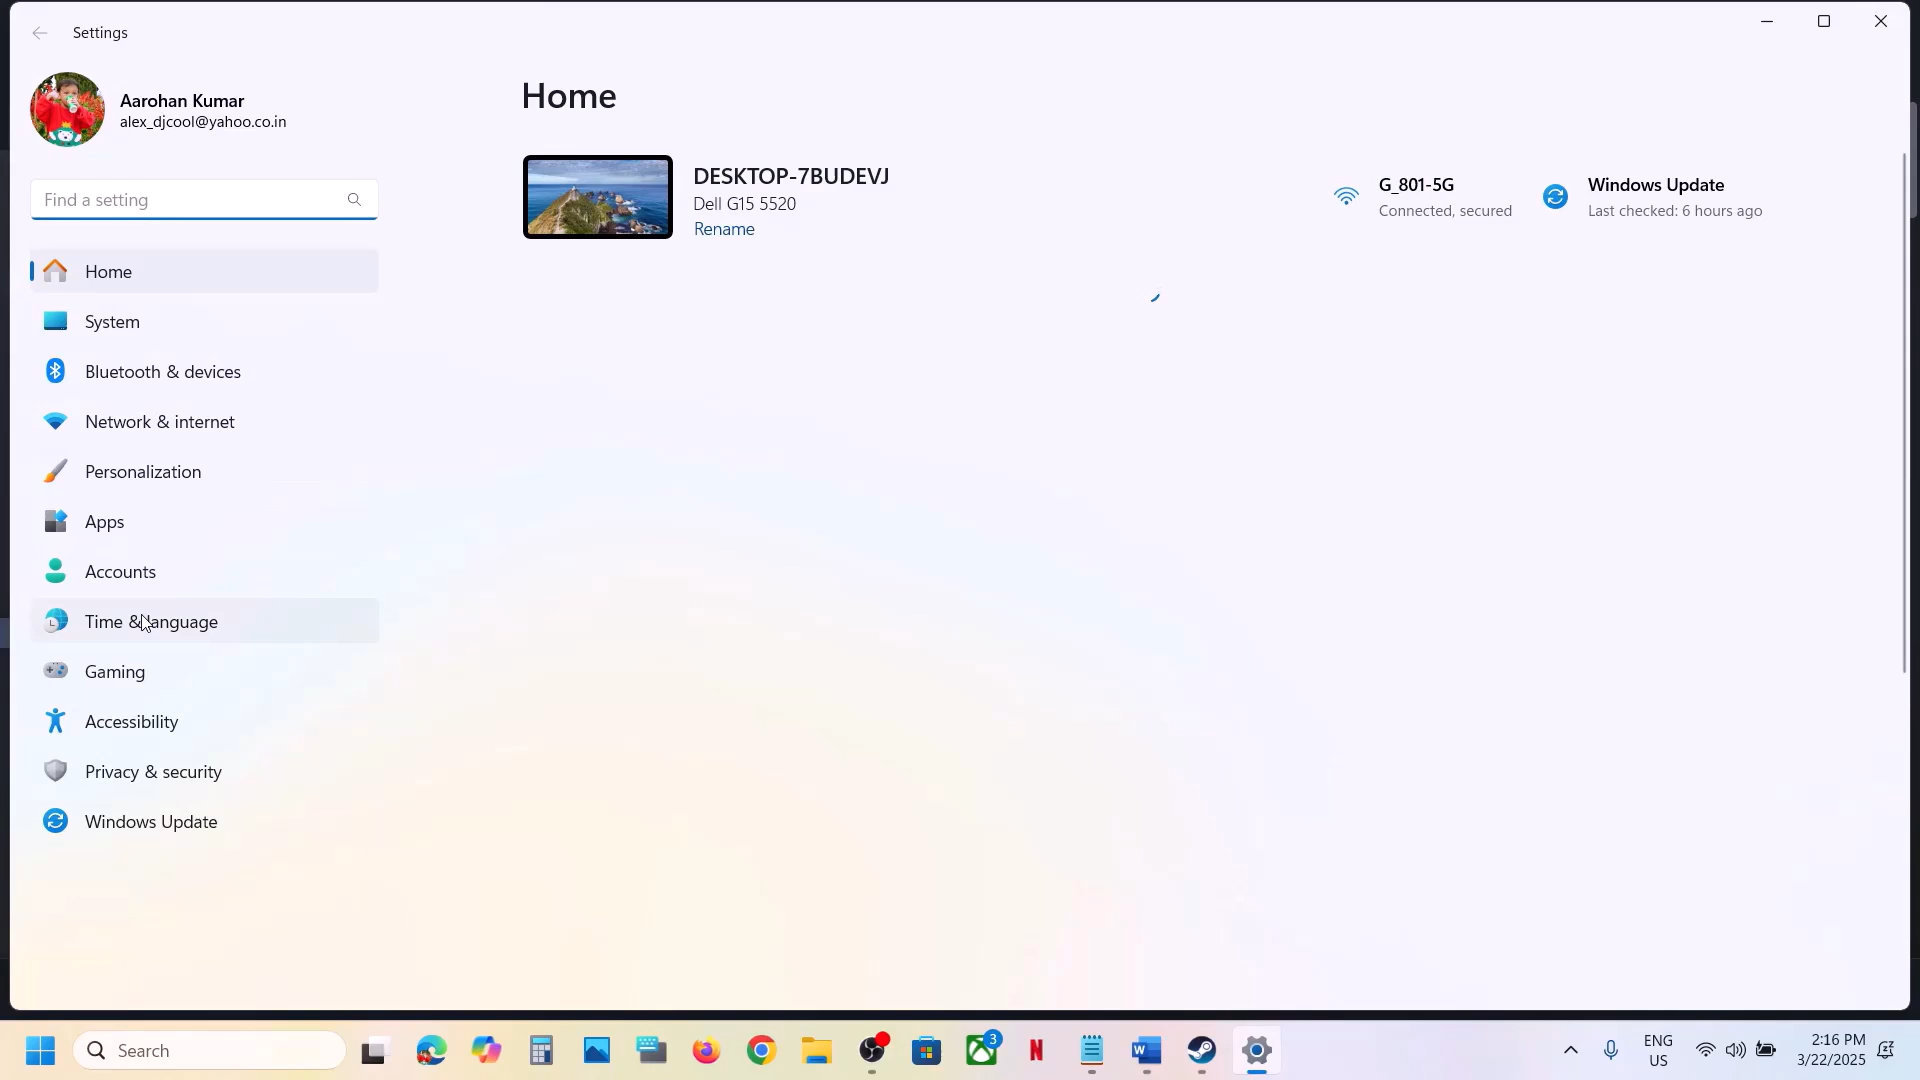 Settings
Aarohan Kumar
alex_djcool@yahoo.co.in
Find a setting
Home
System
Bluetooth & devices
Network & internet
Personalization
Apps
Accounts
Time & language
Gaming
Accessibility
Privacy & security
Windows Update
Home
DESKTOP-7BUDEVJ
Dell G15 5520
Rename
G_801-5G
Connected, secured
Windows Update
Last checked: 6 hours ago
Search
3
ENG
US
2:16 PM
3/22/2025